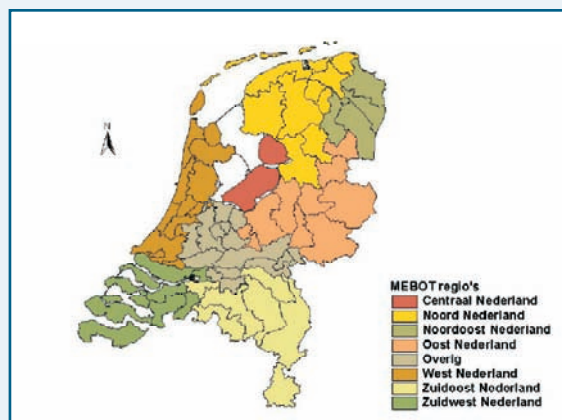 N
MEBOT regio's
Centraal Nederland
Noord Nederland
Noordoost Nederland
Oost Nederland
Overig
West Nederland
Zuidoost Nederland
Zuidwest Nederland